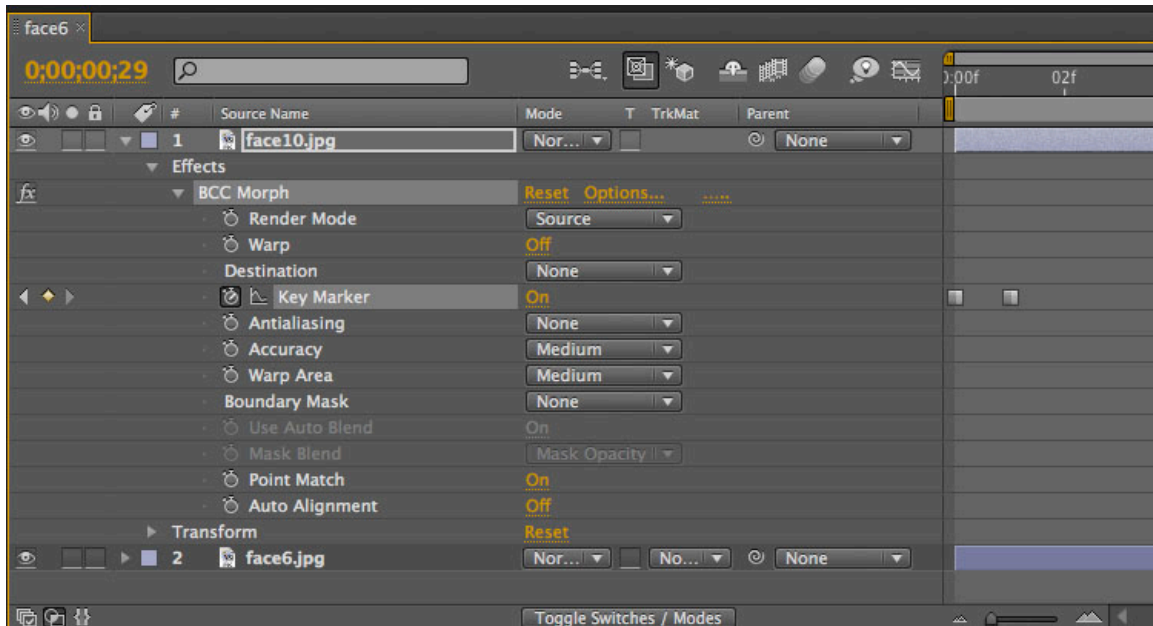 face6
0;00;00;29
):00f 02f
# Source Name Mode T TrkMat Parent
1 face10.jpg Nor... None
Effects
fx BCC Morph Reset Options... .....
Render Mode Source
Warp Off
Destination None
Key Marker On
Antialiasing None
Accuracy Medium
Warp Area Medium
Boundary Mask None
Use Auto Blend On
Mask Blend Mask Opacity
Point Match On
Auto Alignment Off
Transform Reset
2 face6.jpg Nor... No... None
Toggle Switches / Modes